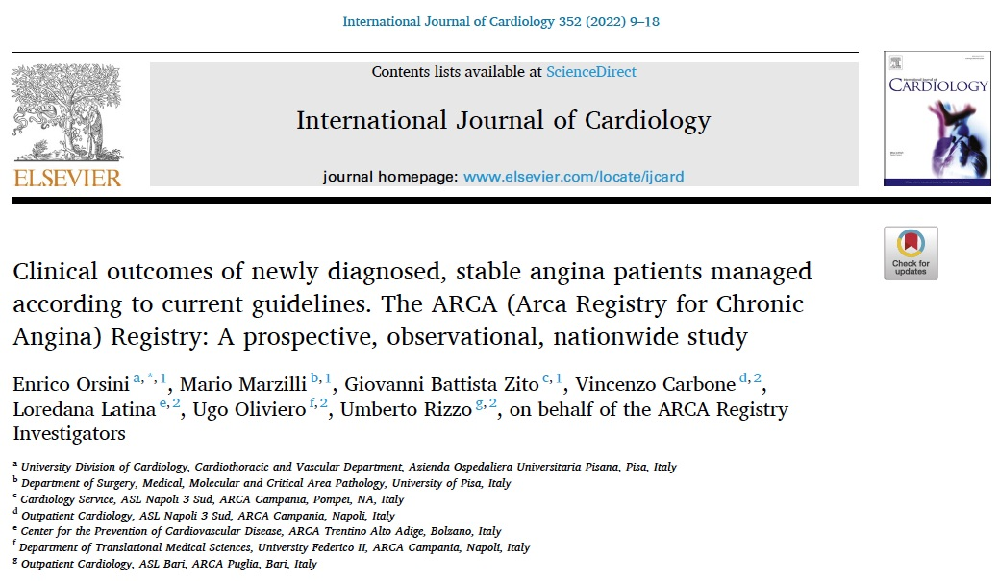 International Journal of Cardiology 352 (2022) 9–18
Contents lists available at ScienceDirect
International Journal of Cardiology
journal homepage: www.elsevier.com/locate/ijcard
ELSEVIER
CARDIOLOGY
Check for
updates
Clinical outcomes of newly diagnosed, stable angina patients managed
according to current guidelines. The ARCA (Arca Registry for Chronic
Angina) Registry: A prospective, observational, nationwide study
Enrico Orsini a,*,1, Mario Marzilli b,1, Giovanni Battista Zito c,1, Vincenzo Carbone d,2,
Loredana Latina e,2, Ugo Oliviero f,2, Umberto Rizzo g,2, on behalf of the ARCA Registry
Investigators
a University Division of Cardiology, Cardiothoracic and Vascular Department, Azienda Ospedaliera Universitaria Pisana, Pisa, Italy
b Department of Surgery, Medical, Molecular and Critical Area Pathology, University of Pisa, Italy
c Cardiology Service, ASL Napoli 3 Sud, ARCA Campania, Pompei, NA, Italy
d Outpatient Cardiology, ASL Napoli 3 Sud, ARCA Campania, Napoli, Italy
e Center for the Prevention of Cardiovascular Disease, ARCA Trentino Alto Adige, Bolzano, Italy
f Department of Translational Medical Sciences, University Federico II, ARCA Campania, Napoli, Italy
g Outpatient Cardiology, ASL Bari, ARCA Puglia, Bari, Italy